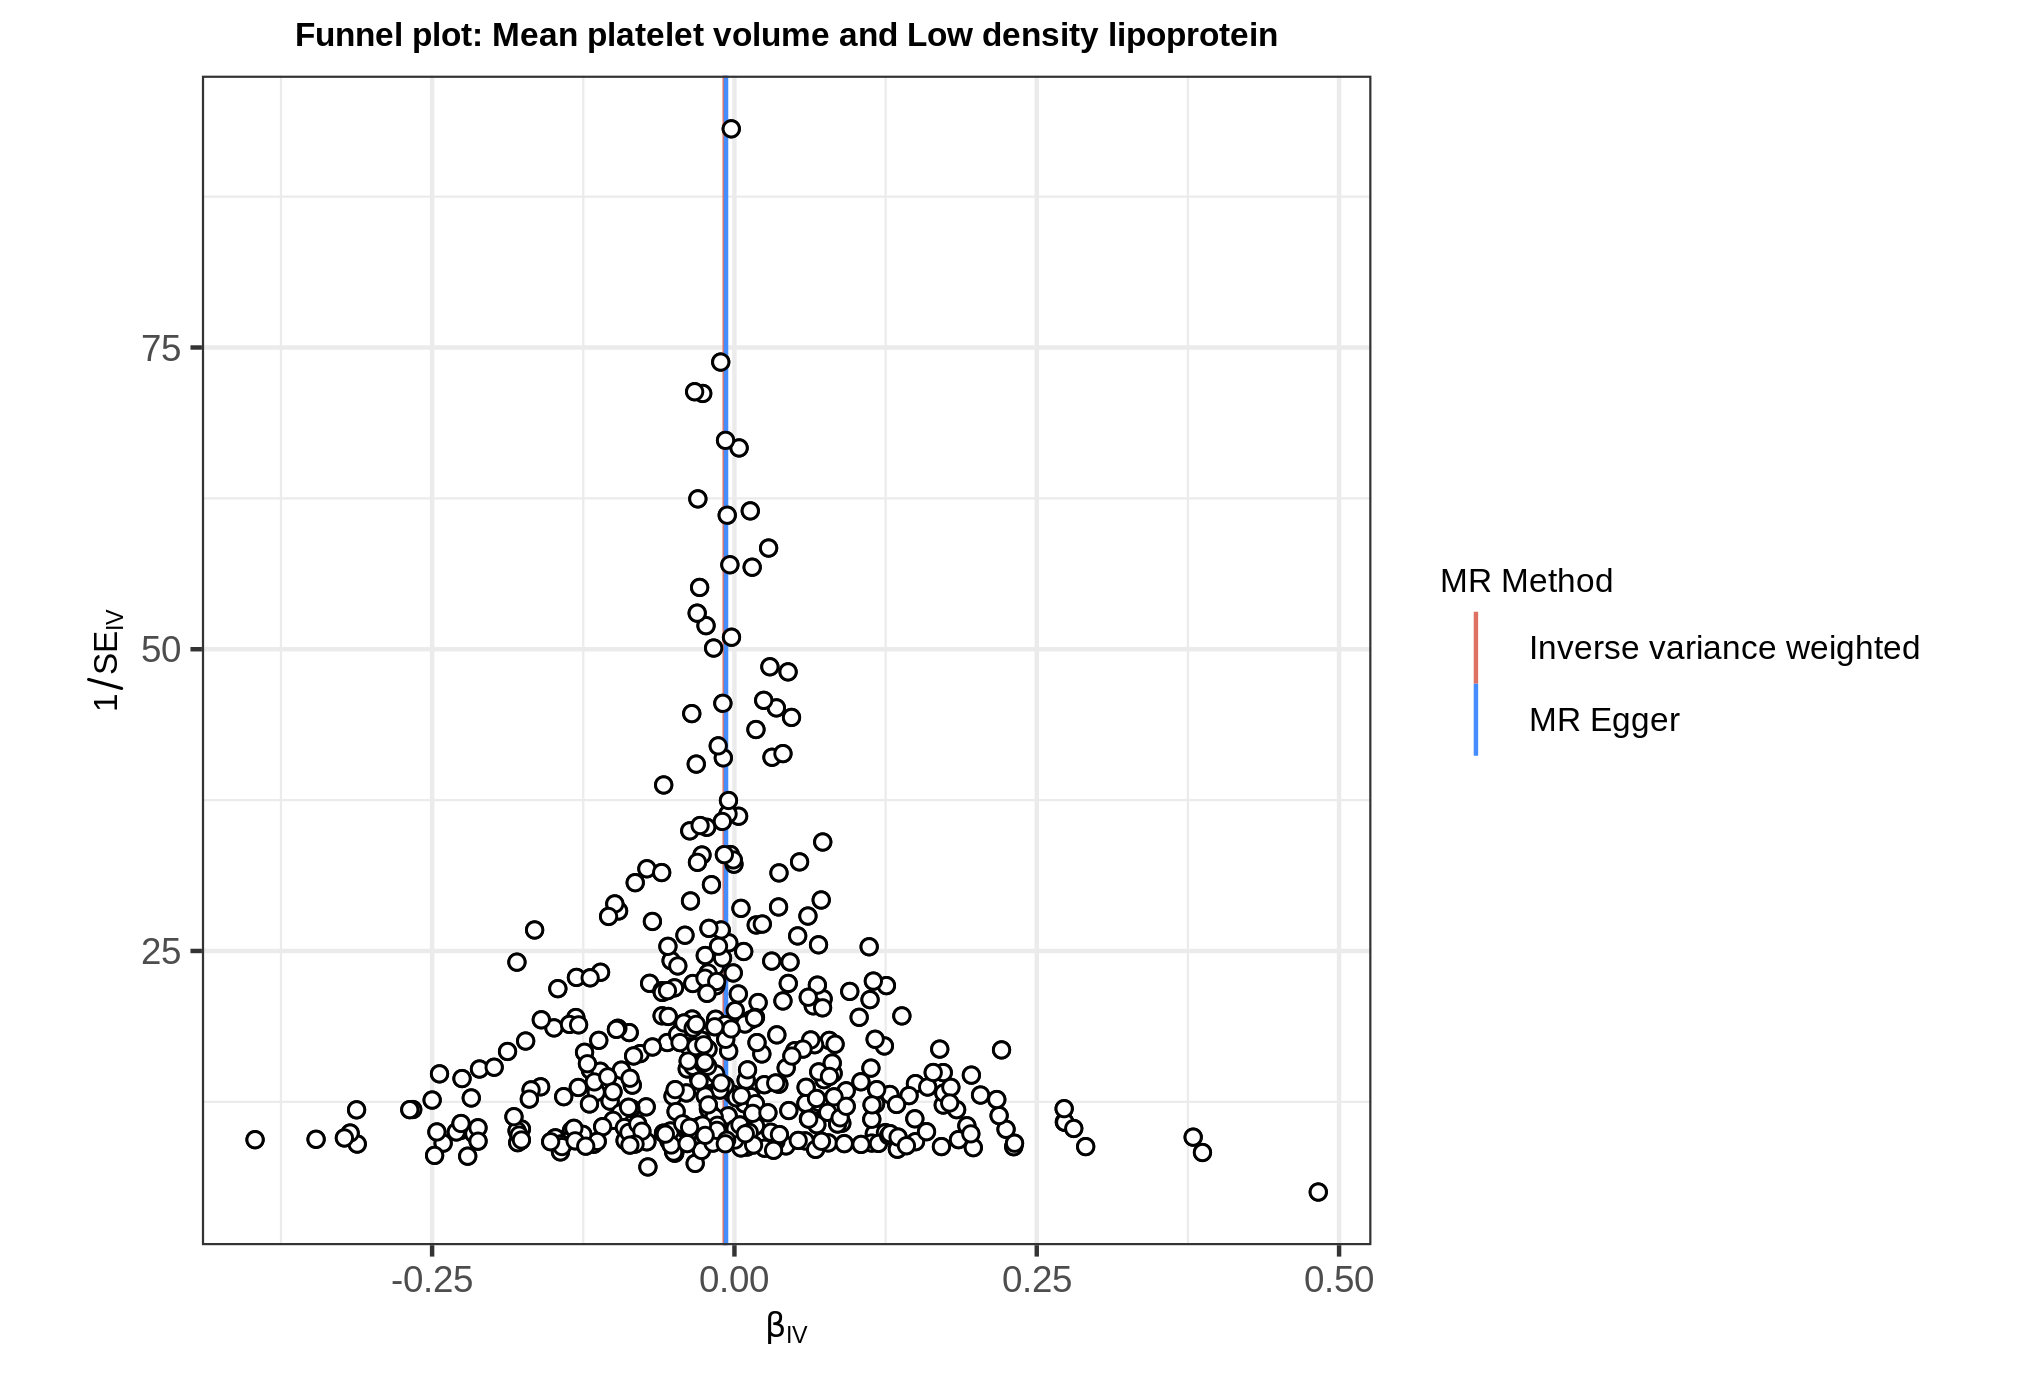 Funnel plot: Mean platelet volume and Low density lipoprotein
75
50
25
1/SE_IV
-0.25
0.00
0.25
0.50
β_IV
MR Method
Inverse variance weighted
MR Egger